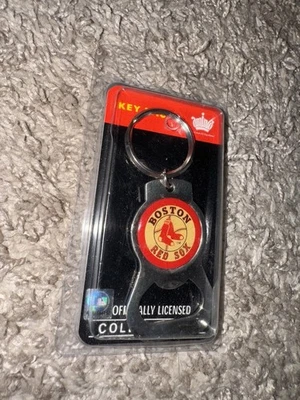 KEY
BOSTON
RED SOX
OFFICIALLY LICENSED
COL